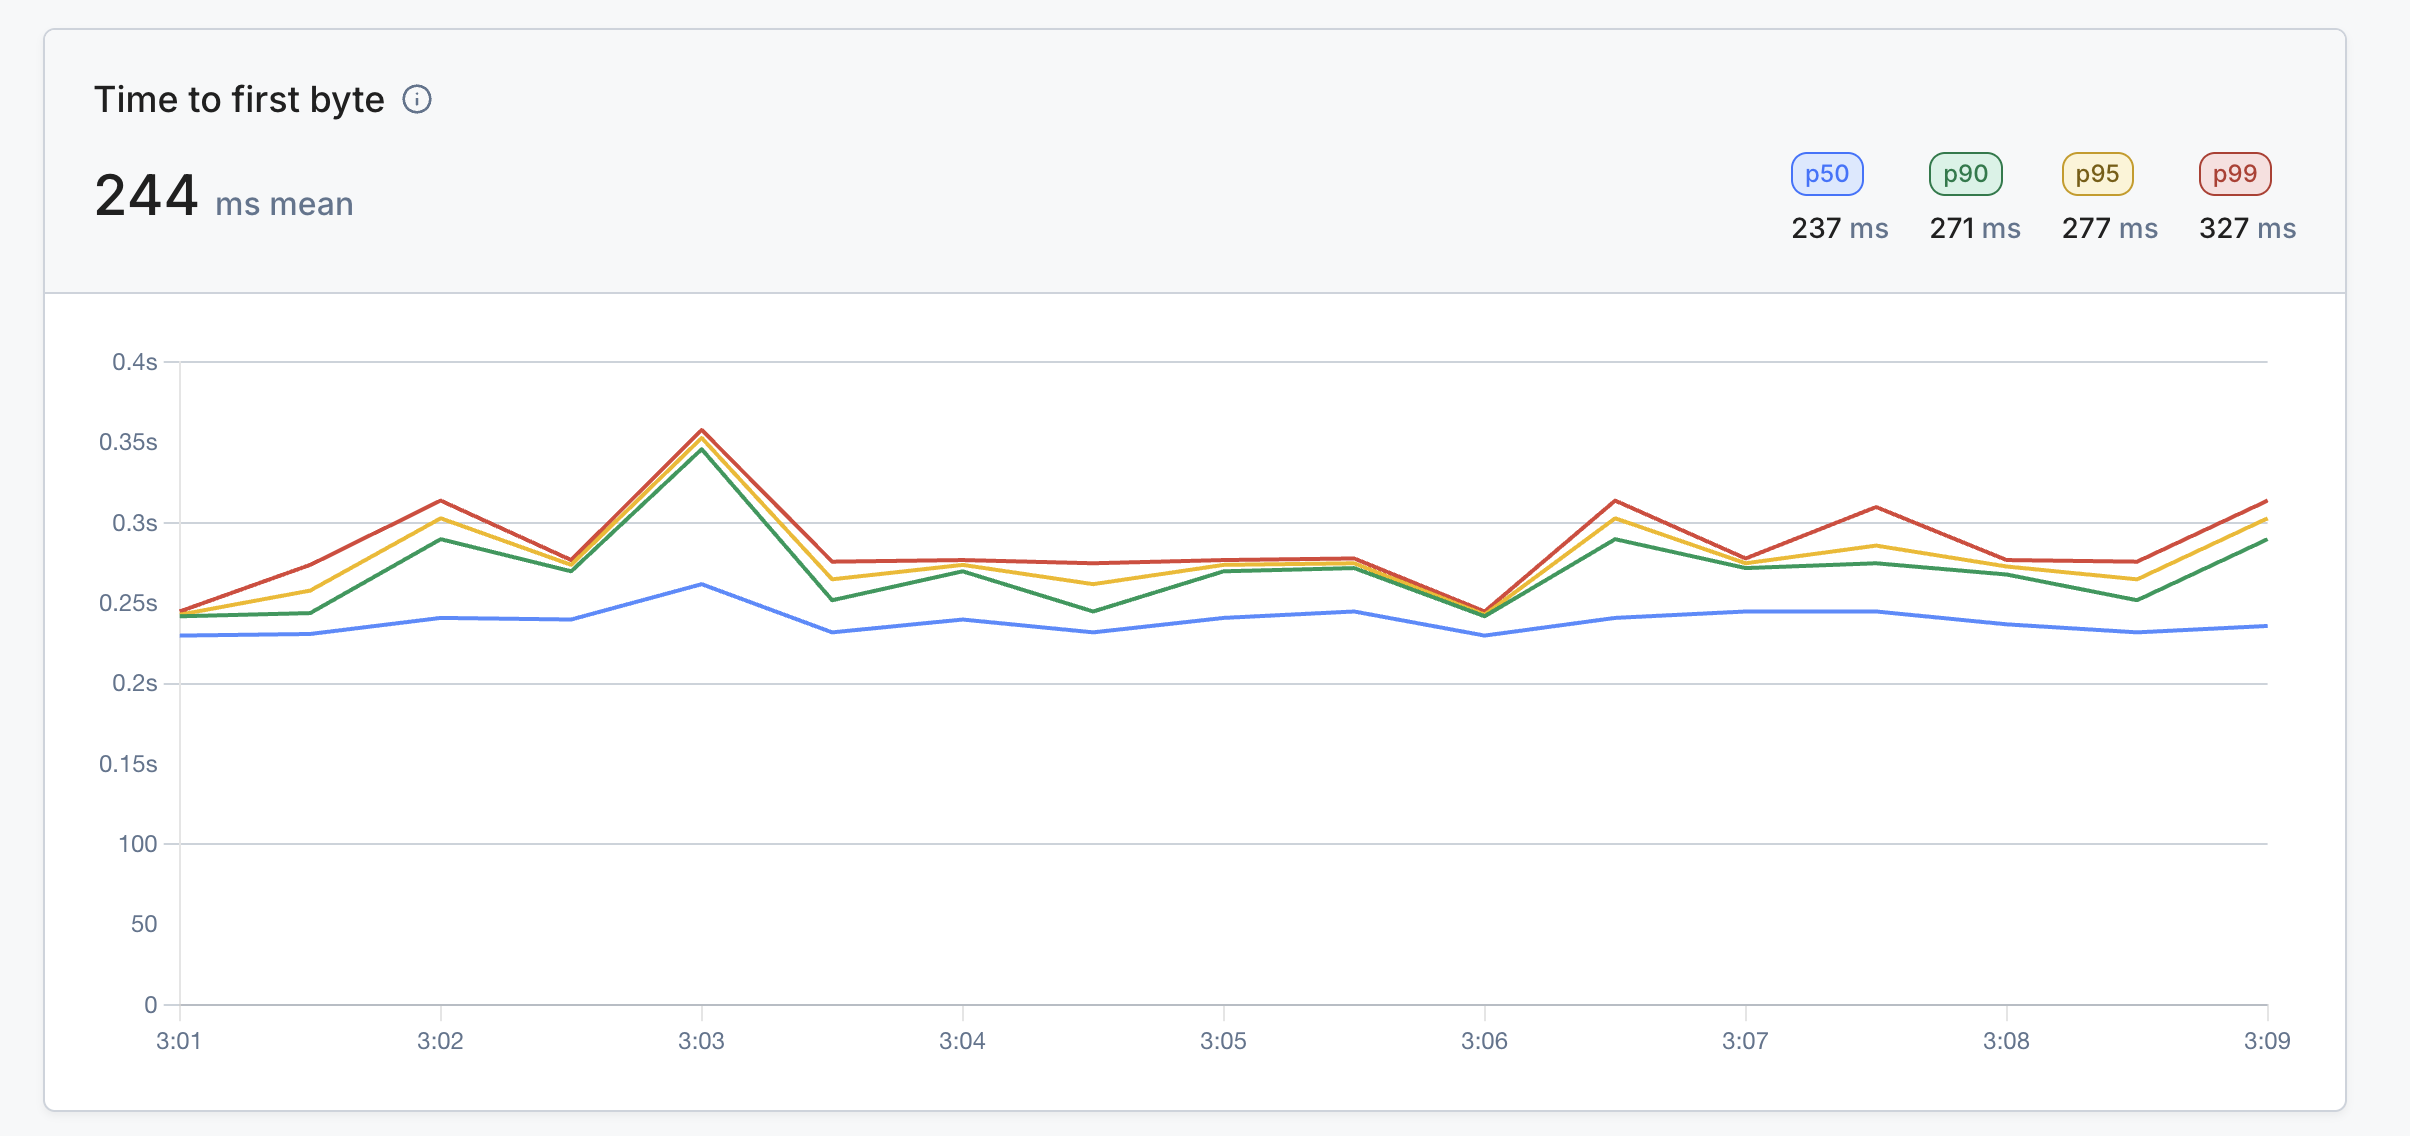 Time to first byte
244 ms mean
p50 p90 p95 p99
237 ms 271 ms 277 ms 327 ms
0.4s
0.35s
0.3s
0.25s
0.2s
0.15s
100
50
0
3:01 3:02 3:03 3:04 3:05 3:06 3:07 3:08 3:09